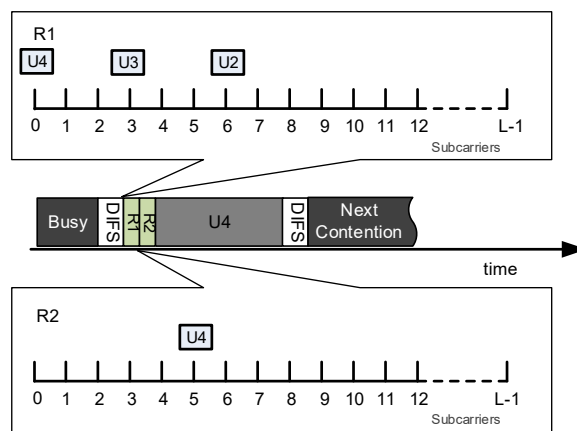 R1
U4 U3 U2
0 1 2 3 4 5 6 7 8 9 10 11 12 L-1
Subcarriers
Busy DIFS R1 R2 U4 DIFS Next
Contention
time
R2
U4
0 1 2 3 4 5 6 7 8 9 10 11 12 L-1
Subcarriers